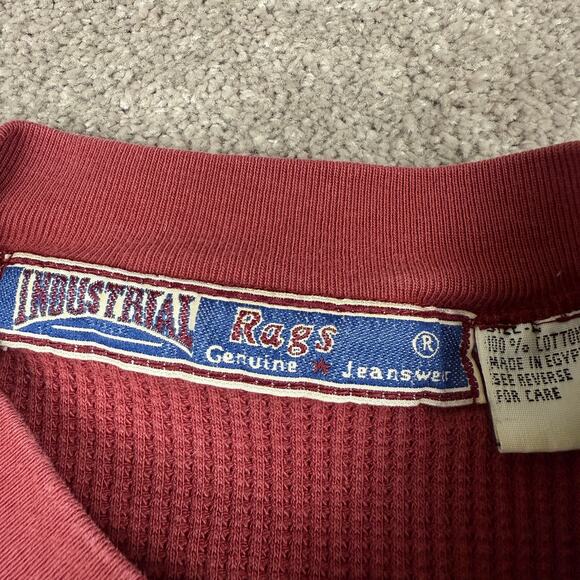 INDUSTRIAL Rags ®
Genuine ★ Jeanswear
100% COTTON
MADE IN EGYPT
SEE REVERSE
FOR CARE